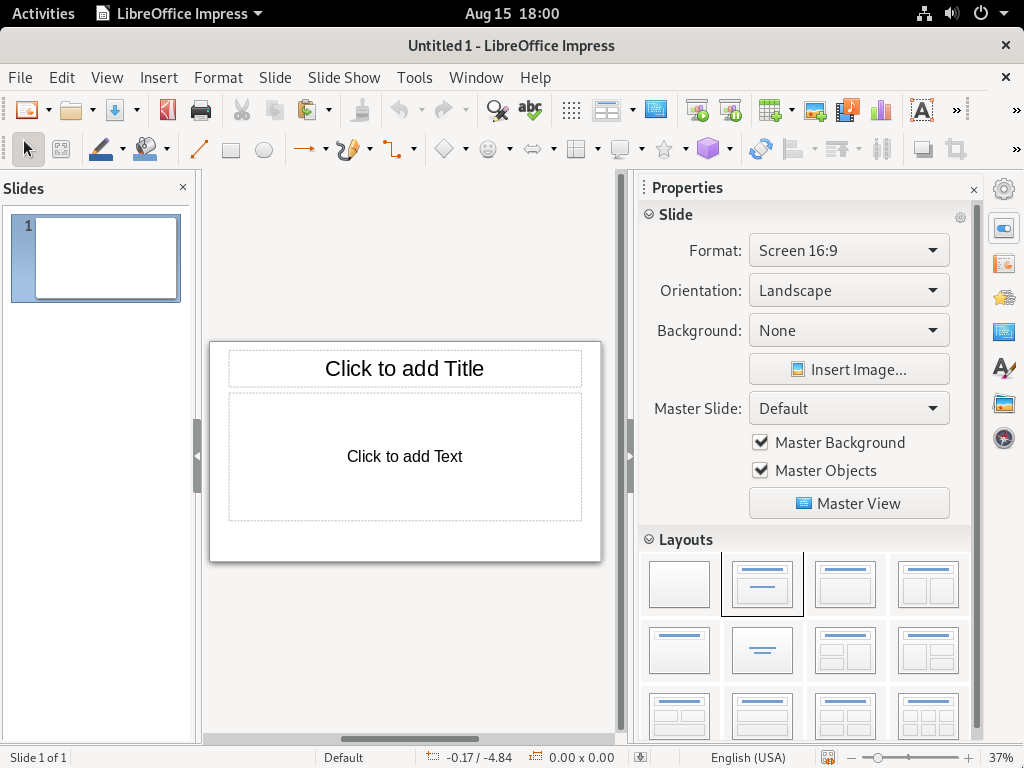 Activities LibreOffice Impress Aug 15 18:00
Untitled 1 - LibreOffice Impress
File Edit View Insert Format Slide Slide Show Tools Window Help
abc
A
Slides
1
Click to add Title
Click to add Text
Properties
Slide
Format: Screen 16:9
Orientation: Landscape
Background: None
Insert Image...
Master Slide: Default
Master Background
Master Objects
Master View
Layouts
Slide 1 of 1 Default -0.17 / -4.84 0.00 x 0.00 English (USA) 37%